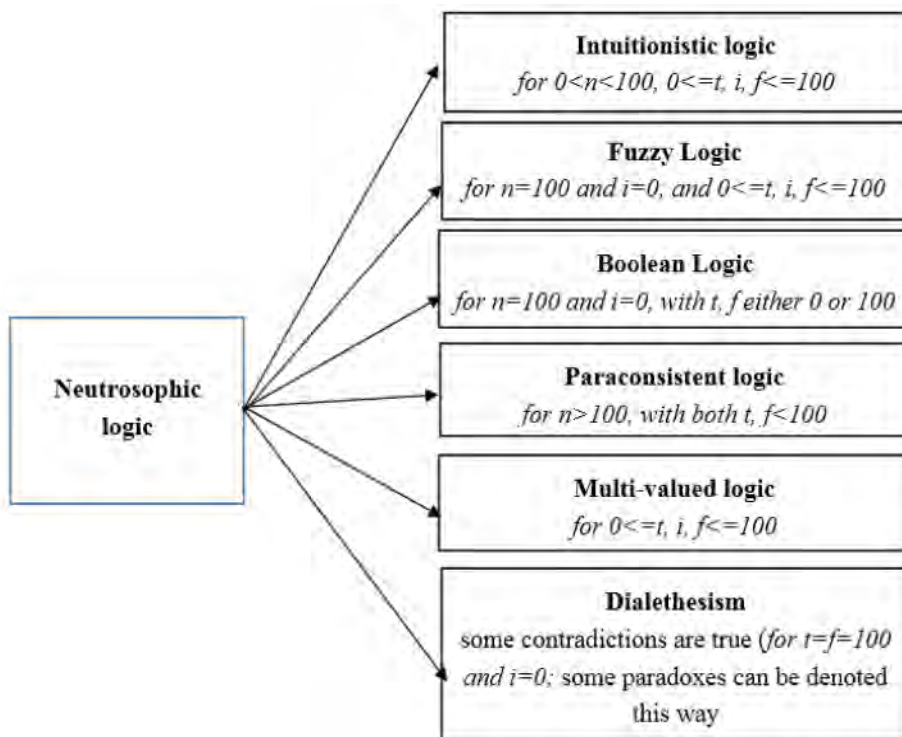 Neutrosophic
logic
Intuitionistic logic
for 0<n<100, 0<=t, i, f<=100
Fuzzy Logic
for n=100 and i=0, and 0<=t, i, f<=100
Boolean Logic
for n=100 and i=0, with t, f either 0 or 100
Paraconsistent logic
for n>100, with both t, f<100
Multi-valued logic
for 0<=t, i, f<=100
Dialethesism
some contradictions are true (for t=f=100
and i=0; some paradoxes can be denoted
this way